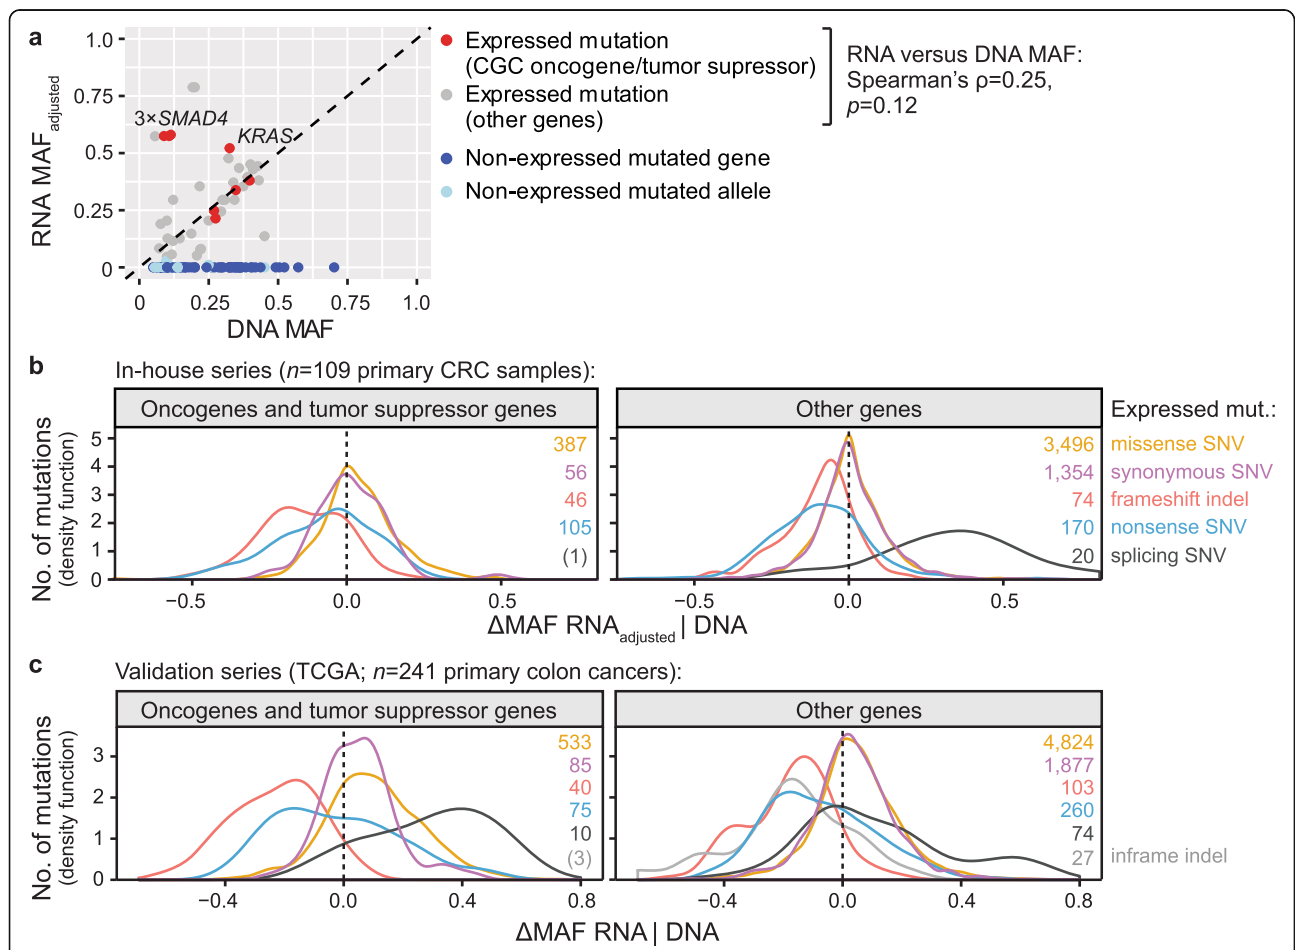 a
1.0
0.75
0.5
0.25
0
RNA MAF adjusted
3×SMAD4
KRAS
0 0.25 0.5 0.75 1.0
DNA MAF
Expressed mutation
(CGC oncogene/tumor supressor)
Expressed mutation
(other genes)
Non-expressed mutated gene
Non-expressed mutated allele
RNA versus DNA MAF:
Spearman's ρ=0.25,
p=0.12
b
In-house series (n=109 primary CRC samples):
Oncogenes and tumor suppressor genes
Other genes
Expressed mut.:
No. of mutations
(density function)
5
4
3
2
1
0
387
56
46
105
(1)
3,496 missense SNV
1,354 synonymous SNV
74 frameshift indel
170 nonsense SNV
20 splicing SNV
−0.5 0.0 0.5
−0.5 0.0 0.5
ΔMAF RNA adjusted | DNA
c
Validation series (TCGA; n=241 primary colon cancers):
Oncogenes and tumor suppressor genes
Other genes
No. of mutations
(density function)
3
2
1
0
533
85
40
75
10
(3)
4,824
1,877
103
260
74
27 inframe indel
−0.4 0.0 0.4 0.8
−0.4 0.0 0.4 0.8
ΔMAF RNA | DNA